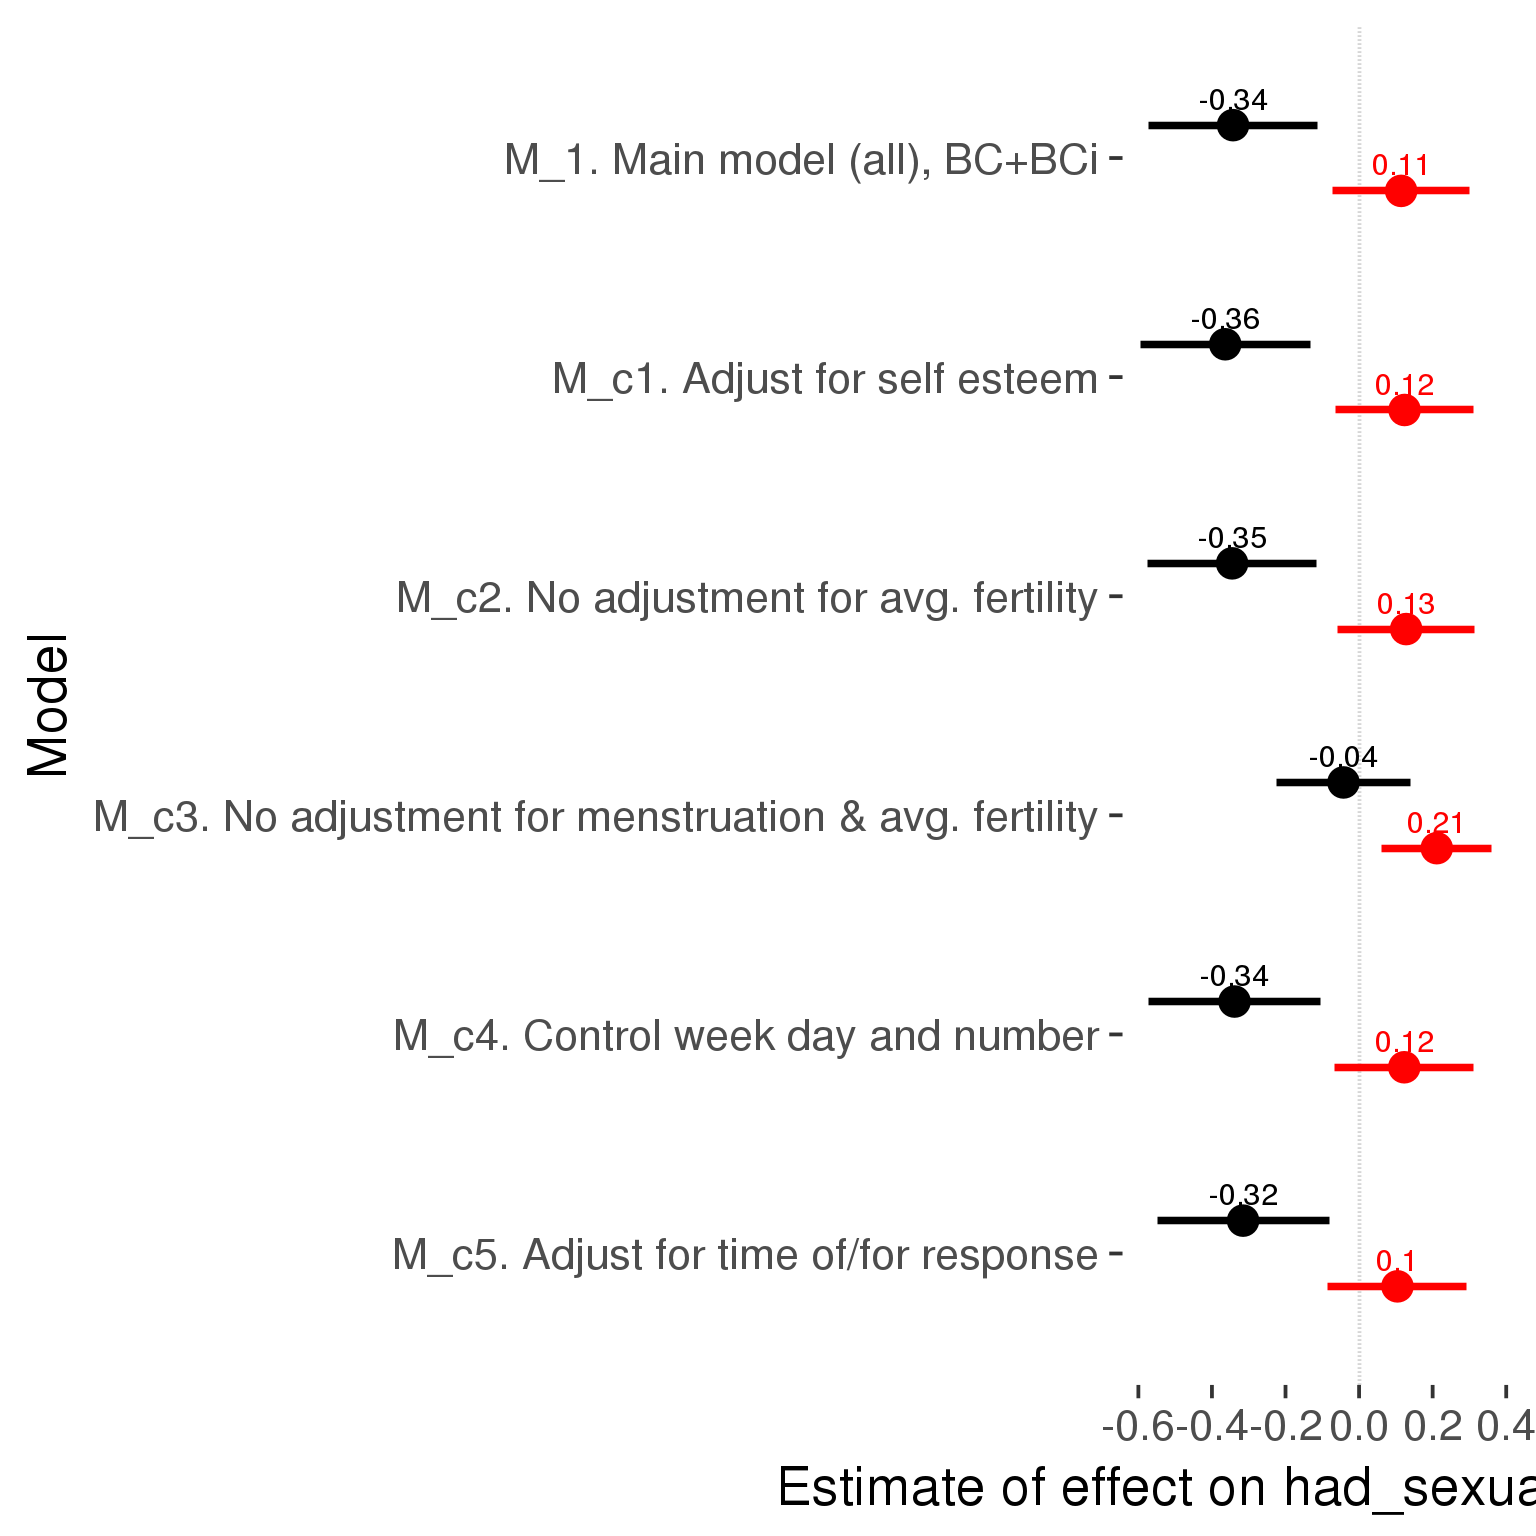 -0.34
M_1. Main model (all), BC+BCi
0.11
-0.36
M_c1. Adjust for self esteem
0.12
-0.35
M_c2. No adjustment for avg. fertility
0.13
Model
-0.04
M_c3. No adjustment for menstruation & avg. fertility
0.21
-0.34
M_c4. Control week day and number
0.12
-0.32
M_c5. Adjust for time of/for response
0.1
-0.6 -0.4 -0.2 0.0 0.2 0.4
Estimate of effect on had_sexua